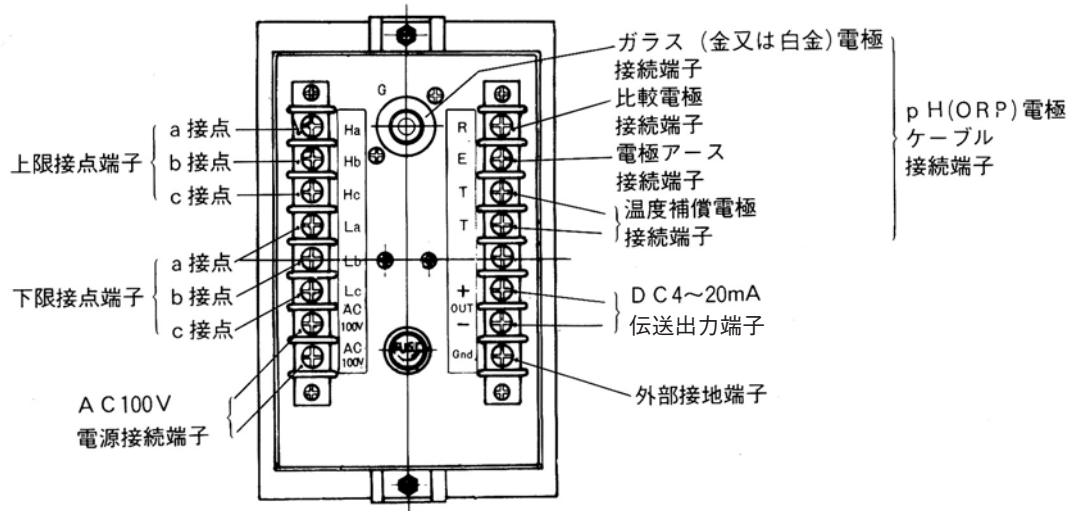 上限接点端子
a接点
b接点
c接点
下限接点端子
a接点
b接点
c接点
AC100V
電源接続端子
G
Ha
Hb
Hc
La
Lb
Lc
AC
100V
AC
100V
FUSE
R
E
T
T
+
OUT
−
Gnd
ガラス(金又は白金)電極
接続端子
比較電極
接続端子
電極アース
接続端子
温度補償電極
接続端子
pH(ORP)電極
ケーブル
接続端子
DC4～20mA
伝送出力端子
外部接地端子